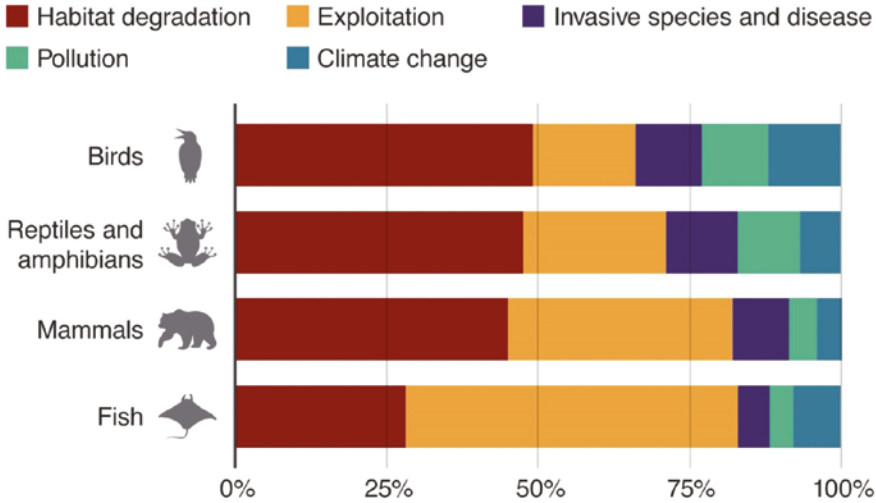 Habitat degradation
Exploitation
Invasive species and disease
Pollution
Climate change
Birds
Reptiles and
amphibians
Mammals
Fish
0%
25%
50%
75%
100%